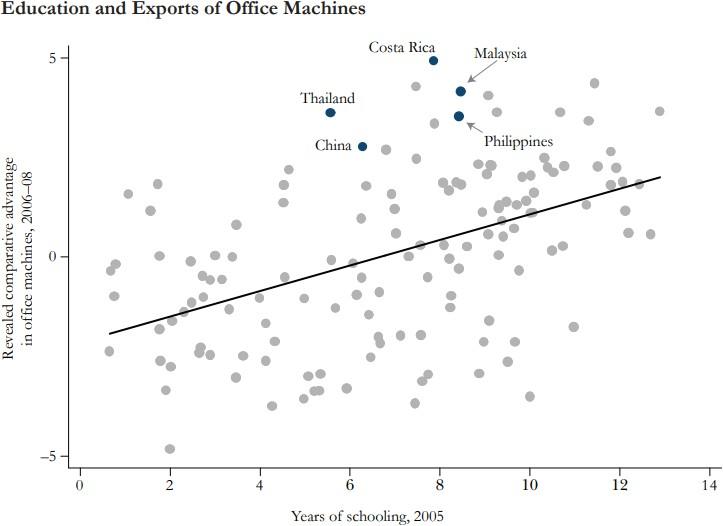 Education and Exports of Office Machines
Revealed comparative advantage
in office machines, 2006–08
5
0
–5
Costa Rica
Malaysia
Thailand
China
Philippines
0 2 4 6 8 10 12 14
Years of schooling, 2005